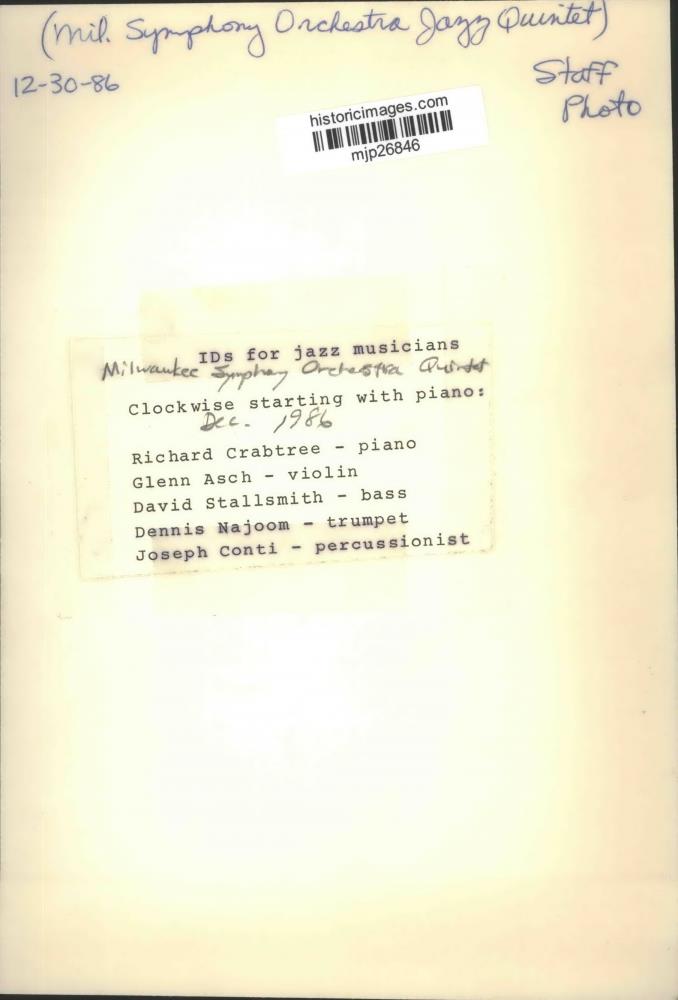 (Mil. Symphony Orchestra Jazz Quintet)
12-30-86
Staff
Photo
historicimages.com
mjp26846
IDs for jazz musicians
Milwaukee Symphony Orchestra Quintet
Clockwise starting with piano:
Dec. 1986
Richard Crabtree - piano
Glenn Asch - violin
David Stallsmith - bass
Dennis Najoom - trumpet
Joseph Conti - percussionist